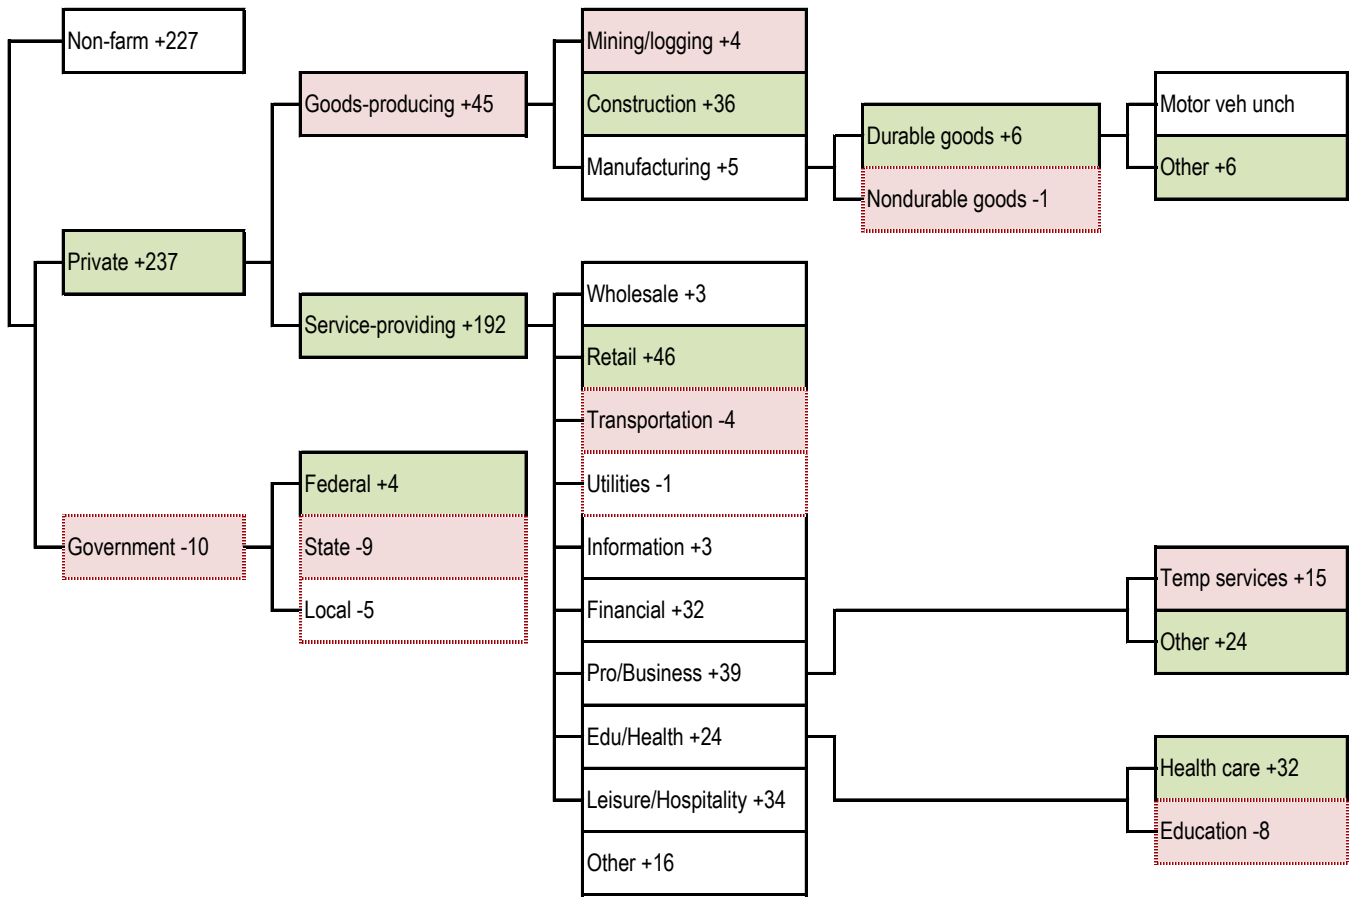 Non-farm +227
Private +237
Government -10
Goods-producing +45
Service-providing +192
Federal +4
State -9
Local -5
Mining/logging +4
Construction +36
Manufacturing +5
Wholesale +3
Retail +46
Transportation -4
Utilities -1
Information +3
Financial +32
Pro/Business +39
Edu/Health +24
Leisure/Hospitality +34
Other +16
Durable goods +6
Nondurable goods -1
Motor veh unch
Other +6
Temp services +15
Other +24
Health care +32
Education -8